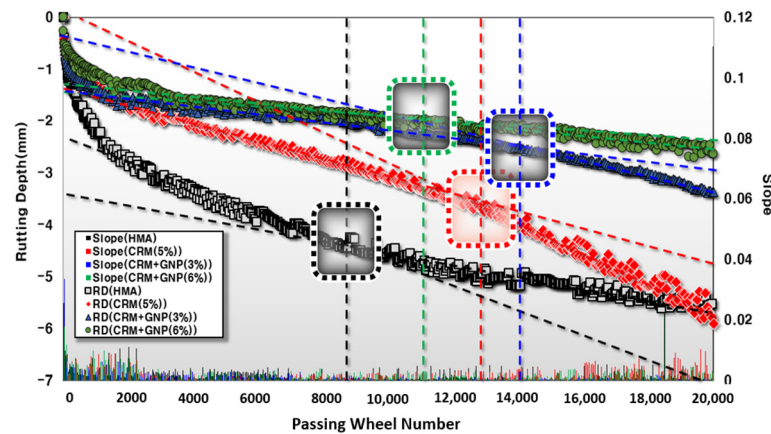 0
−1
−2
−3
−4
−5
−6
−7
Rutting Depth(mm)
0.12
0.1
0.08
0.06
0.04
0.02
0
Slope
Slope(HMA)
Slope(CRM(5%))
Slope(CRM+GNP(3%))
Slope(CRM+GNP(6%))
RD(HMA)
RD(CRM(5%))
RD(CRM+GNP(3%))
RD(CRM+GNP(6%))
0 2000 4000 6000 8000 10,000 12,000 14,000 16,000 18,000 20,000
Passing Wheel Number